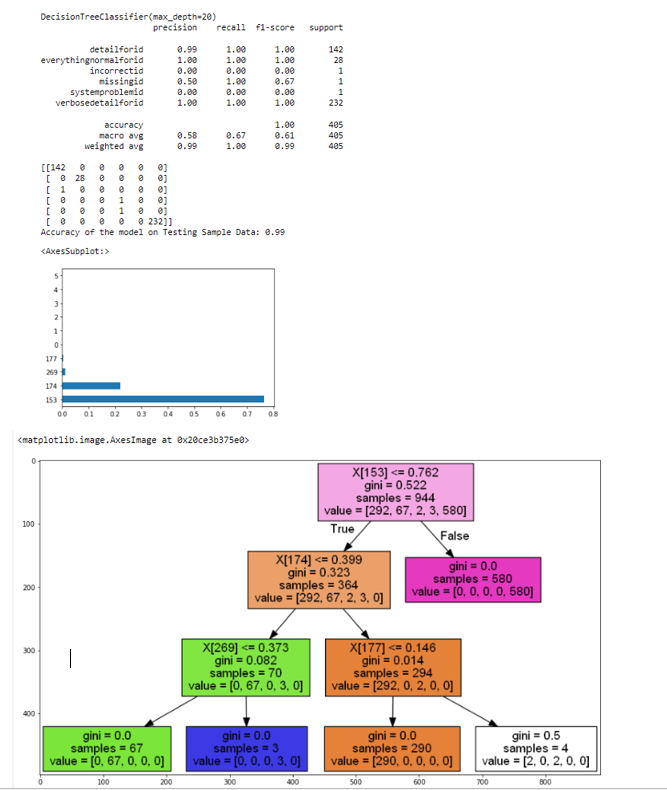 DecisionTreeClassifier(max_depth=20)
precision recall f1-score support
detailforid 0.99 1.00 1.00 142
everythingnormalforid 1.00 1.00 1.00 28
incorrectid 0.00 0.00 0.00 1
missingid 0.50 1.00 0.67 1
systemproblemid 0.00 0.00 0.00 1
verbosedetailforid 1.00 1.00 1.00 232
accuracy 1.00 405
macro avg 0.58 0.67 0.61 405
weighted avg 0.99 1.00 0.99 405
[[142 0 0 0 0 0]
[ 0 28 0 0 0 0]
[ 1 0 0 0 0 0]
[ 0 0 0 1 0 0]
[ 0 0 0 1 0 0]
[ 0 0 0 0 0 232]]
Accuracy of the model on Testing Sample Data: 0.99
<AxesSubplot:>
5
4
3
2
1
0
177
269
174
153
0.0 0.1 0.2 0.3 0.4 0.5 0.6 0.7 0.8
<matplotlib.image.AxesImage at 0x20ce3b375e0>
0
100
200
300
400
X[153] <= 0.762
gini = 0.522
samples = 944
value = [292, 67, 2, 3, 580]
True
False
X[174] <= 0.399
gini = 0.323
samples = 364
value = [292, 67, 2, 3, 0]
gini = 0.0
samples = 580
value = [0, 0, 0, 0, 580]
X[269] <= 0.373
gini = 0.082
samples = 70
value = [0, 67, 0, 3, 0]
X[177] <= 0.146
gini = 0.014
samples = 294
value = [292, 0, 2, 0, 0]
gini = 0.0
samples = 67
value = [0, 67, 0, 0, 0]
gini = 0.0
samples = 3
value = [0, 0, 0, 3, 0]
gini = 0.0
samples = 290
value = [290, 0, 0, 0, 0]
gini = 0.5
samples = 4
value = [2, 0, 2, 0, 0]
0 100 200 300 400 500 600 700 800